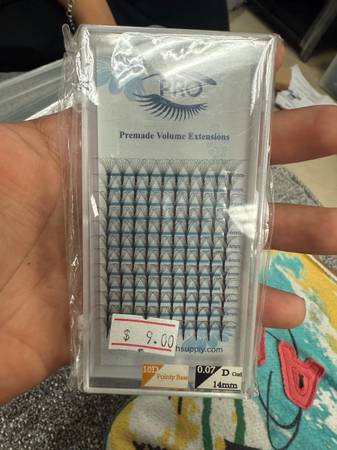 PRO
Premade Volume Extensions
$ 9.00
hsupply.com
10D
Pointy Base
0.07
D Curl
14mm